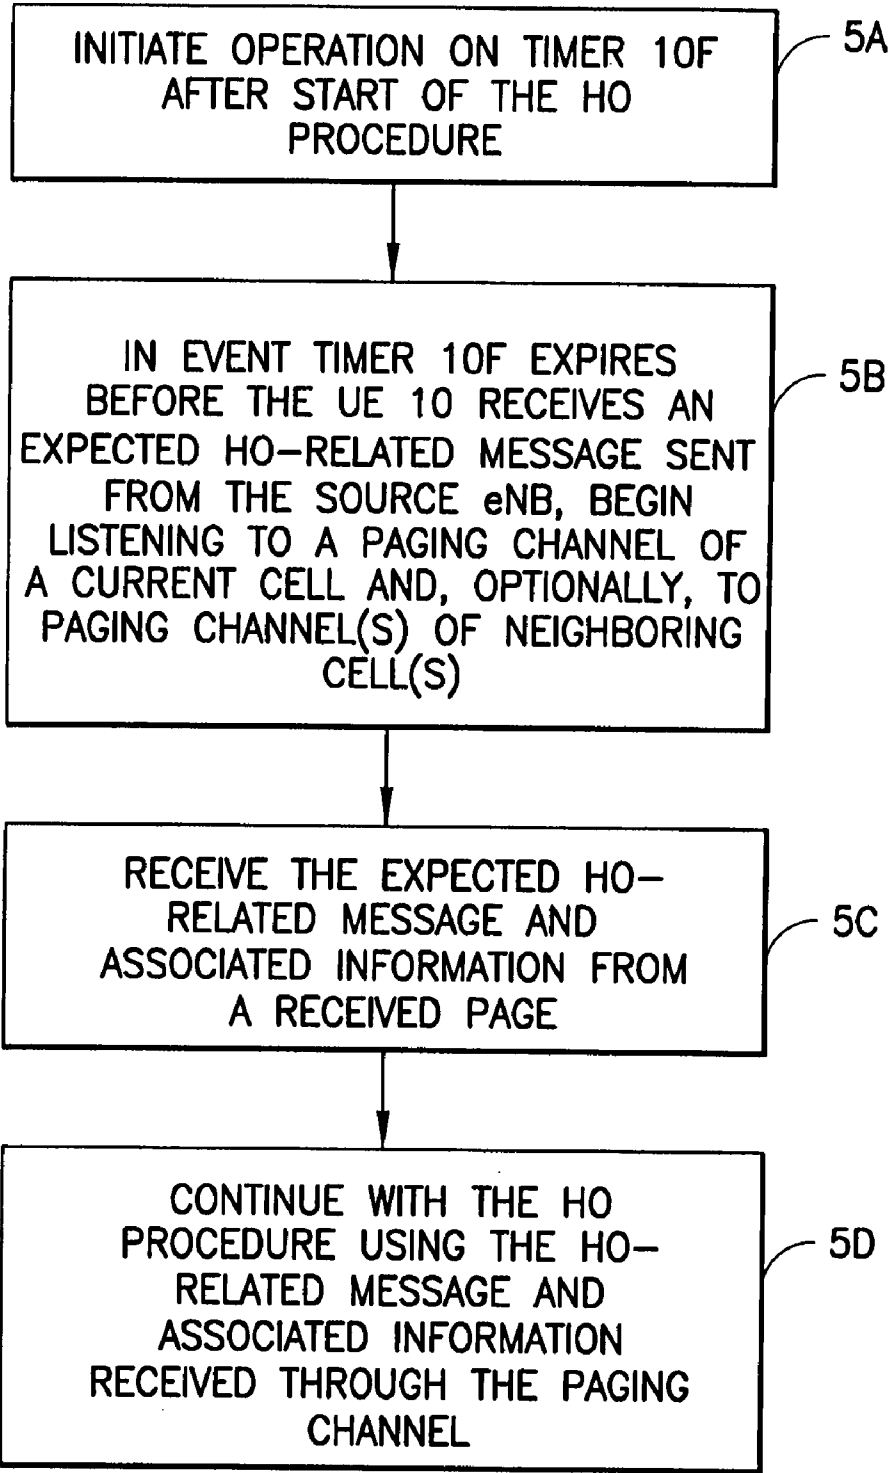 INITIATE OPERATION ON TIMER 10F
AFTER START OF THE HO
PROCEDURE
5A
IN EVENT TIMER 10F EXPIRES
BEFORE THE UE 10 RECEIVES AN
EXPECTED HO-RELATED MESSAGE SENT
FROM THE SOURCE eNB, BEGIN
LISTENING TO A PAGING CHANNEL OF
A CURRENT CELL AND, OPTIONALLY, TO
PAGING CHANNEL(S) OF NEIGHBORING
CELL(S)
5B
RECEIVE THE EXPECTED HO-
RELATED MESSAGE AND
ASSOCIATED INFORMATION FROM
A RECEIVED PAGE
5C
CONTINUE WITH THE HO
PROCEDURE USING THE HO-
RELATED MESSAGE AND
ASSOCIATED INFORMATION
RECEIVED THROUGH THE PAGING
CHANNEL
5D